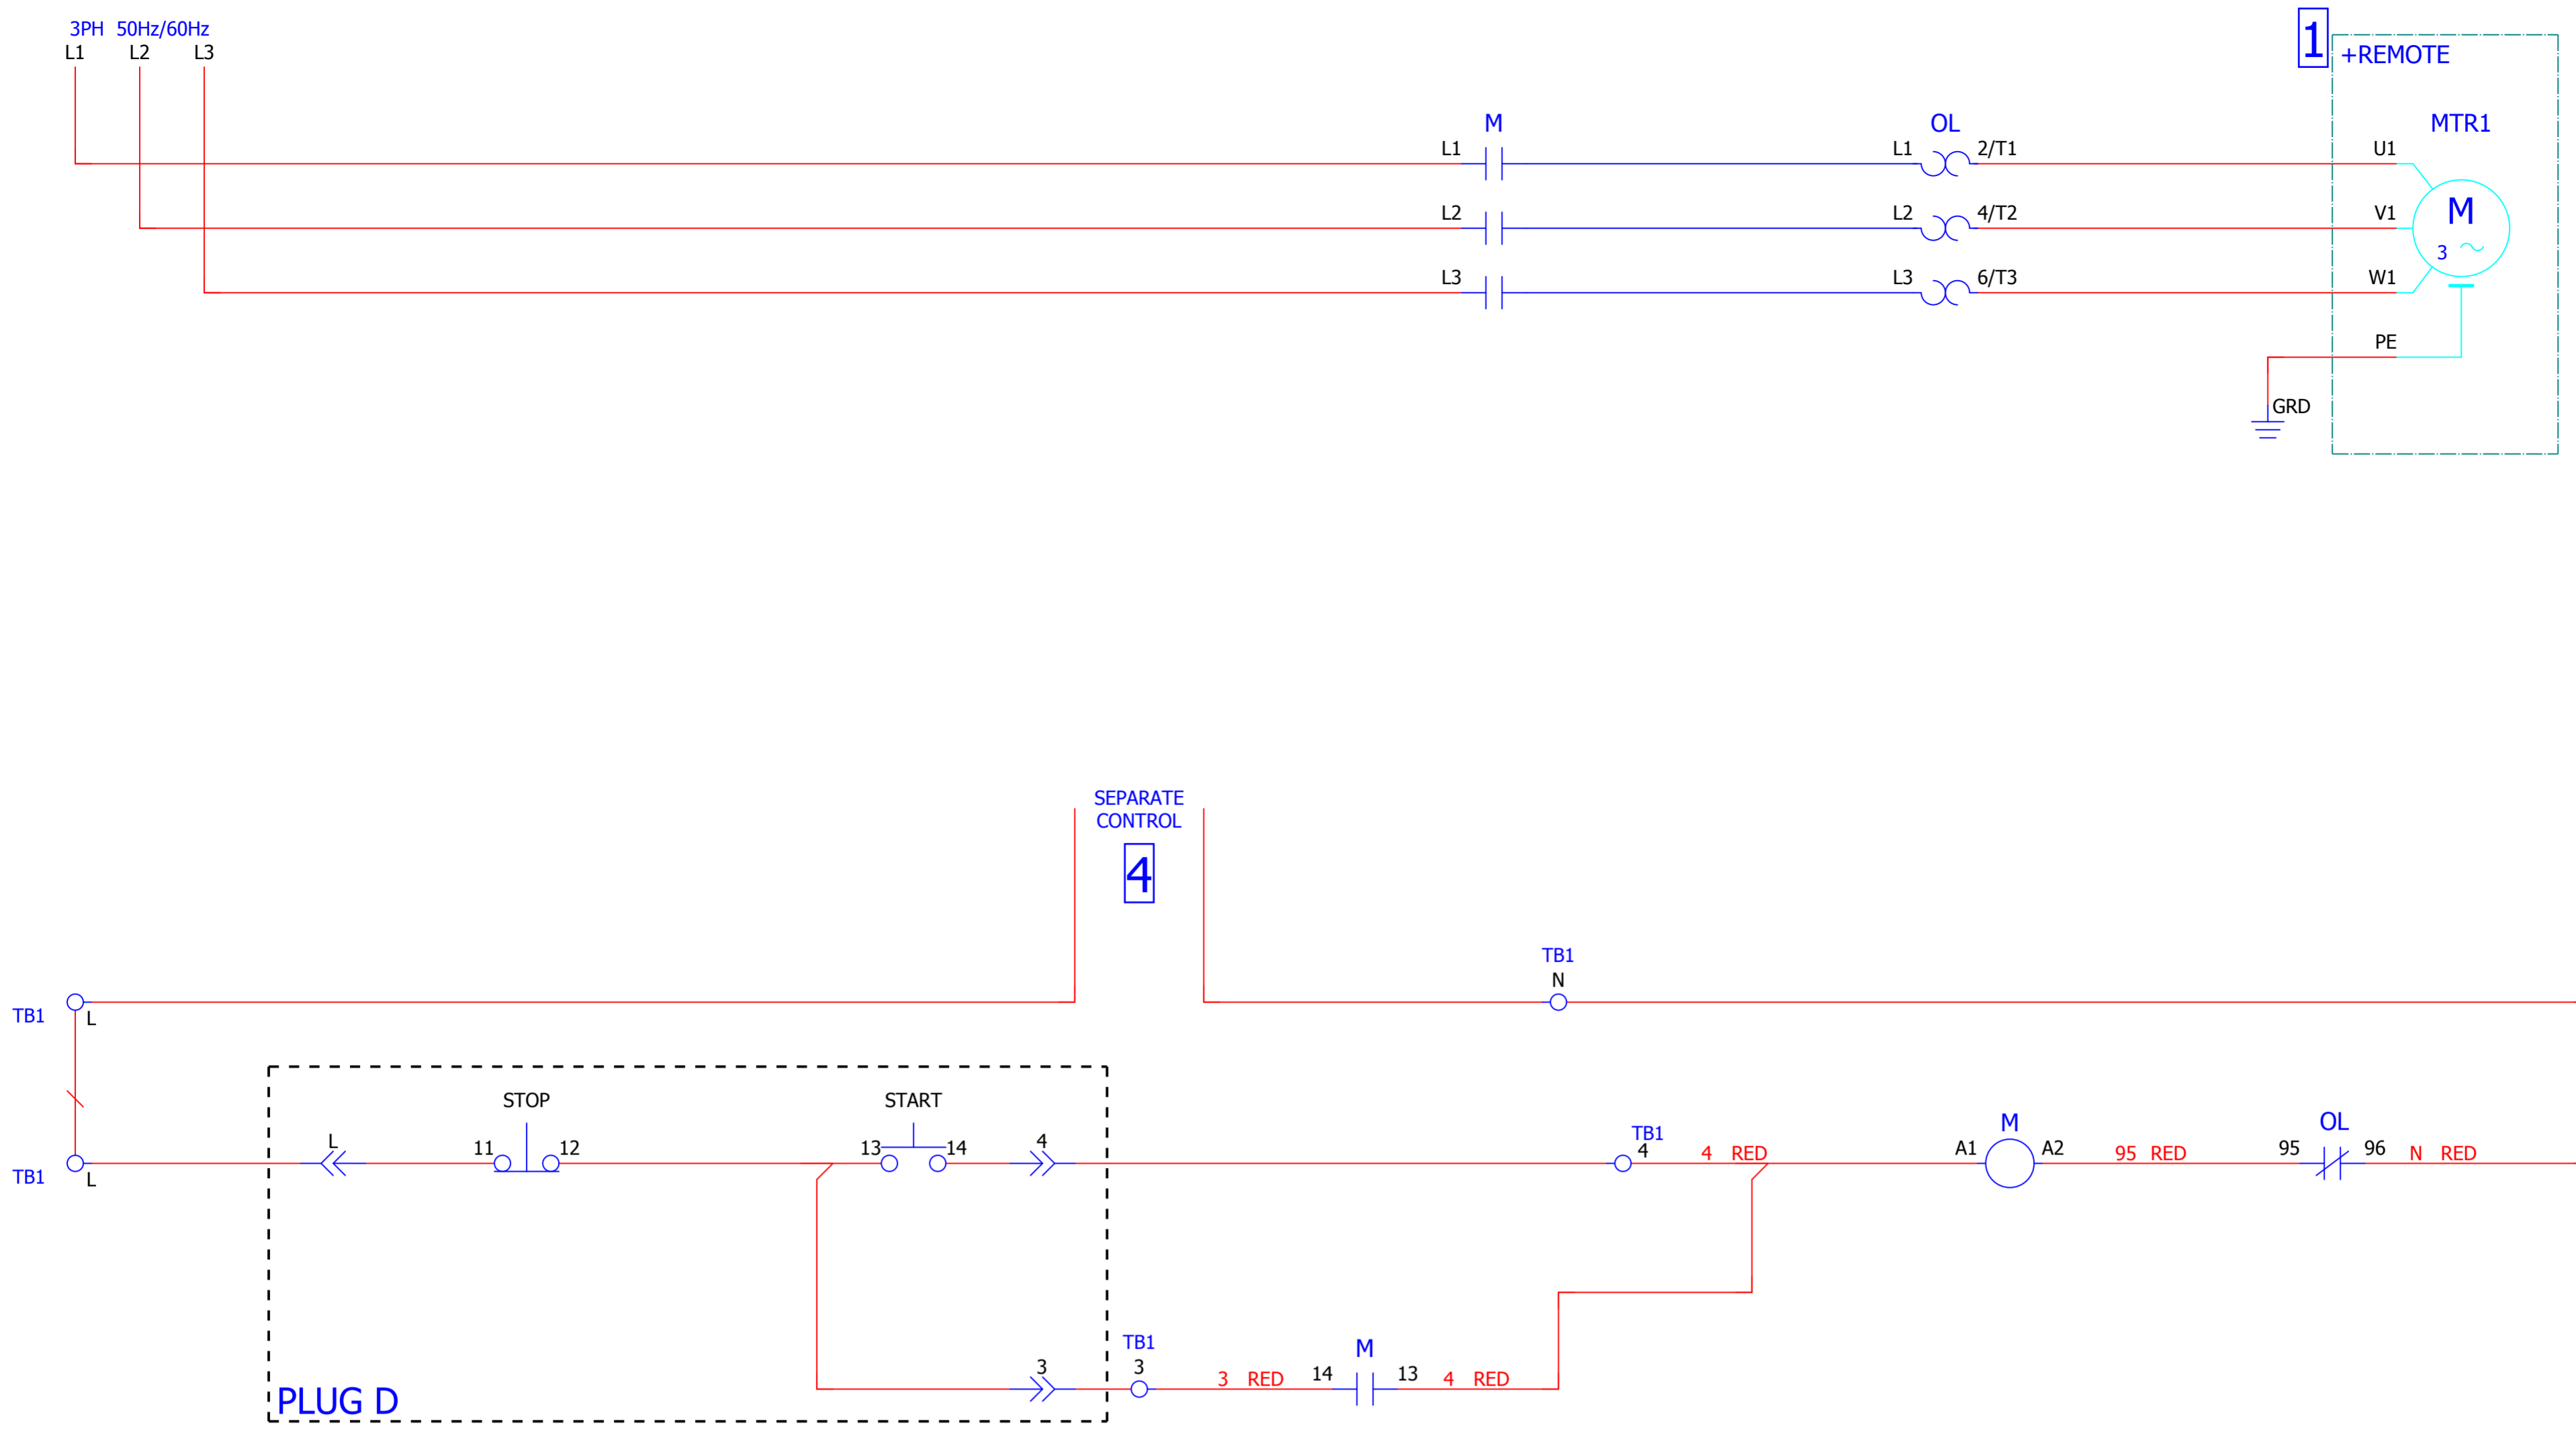 3PH 50Hz/60Hz
L1 L2 L3
1
+REMOTE
M OL MTR1
L1 L1 2/T1 U1
L2 L2 4/T2 V1
M
3
L3 L3 6/T3 W1
PE
GRD
SEPARATE
CONTROL
4
TB1
N
TB1 L
STOP START
TB1 L
L 11 12 13 14 4
TB1
4
4 RED
M
A1 A2
95 RED
OL
95 96
N RED
PLUG D
3
TB1
3
3 RED
M
14 13
4 RED